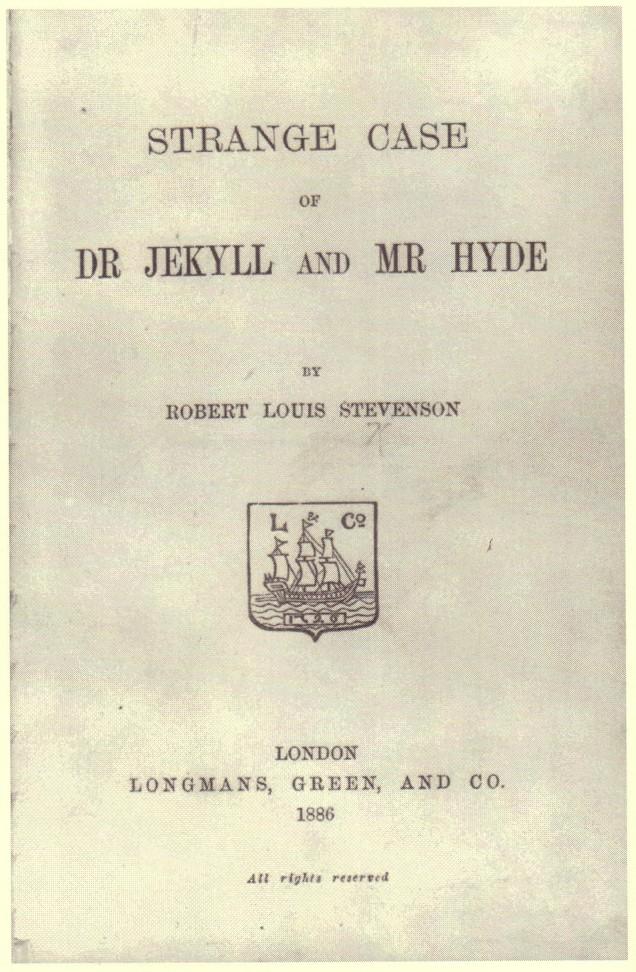 STRANGE CASE
OF
DR JEKYLL AND MR HYDE
BY
ROBERT LOUIS STEVENSON
L Co
LONDON
LONGMANS, GREEN, AND CO.
1886
All rights reserved